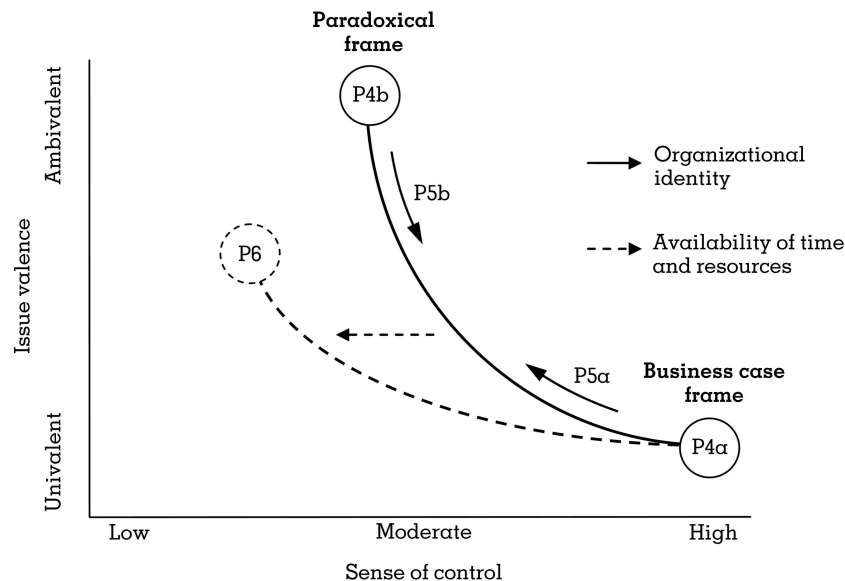 Paradoxical
frame
P4b
Ambivalent
Organizational
identity
P5b
Availability of time
and resources
P6
Issue valence
P5a
Business case
frame
P4a
Univalent
Low
Moderate
High
Sense of control